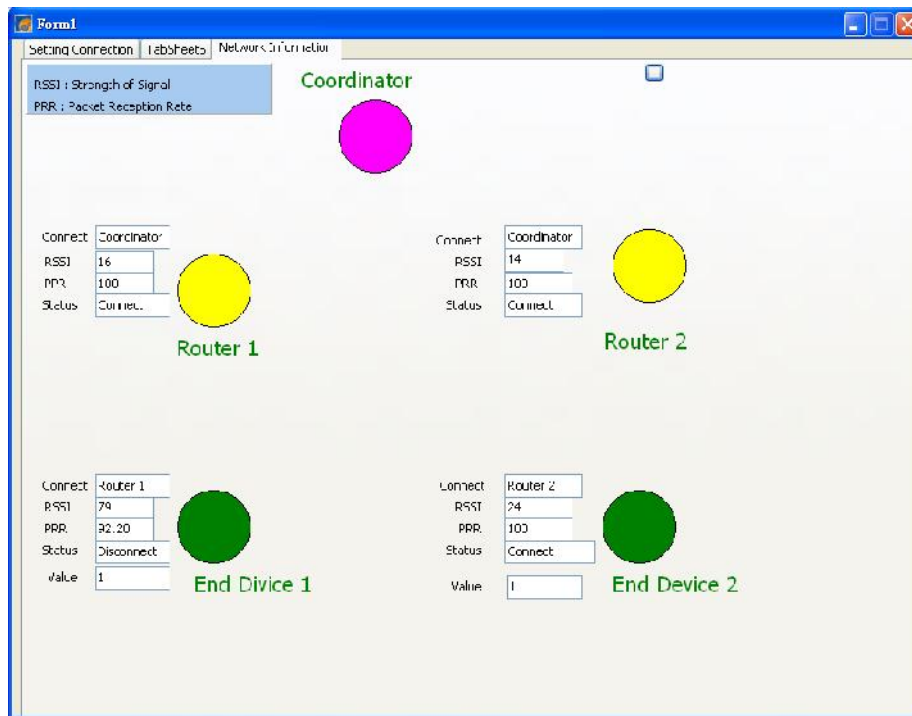 Form1
Setting Connection TabSheet5 Network Information
RSSI : Strength of Signal
PRR : Packet Reception Rate
Coordinator
Connect Coordinator
RSSI 16
PRR 100
Status Connect
Router 1
Connect Coordinator
RSSI 14
PRR 100
Status Connect
Router 2
Connect Router 1
RSSI 79
PRR 92.20
Status Disconnect
Value 1
End Divice 1
Connect Router 2
RSSI 24
PRR 100
Status Connect
Value 1
End Device 2